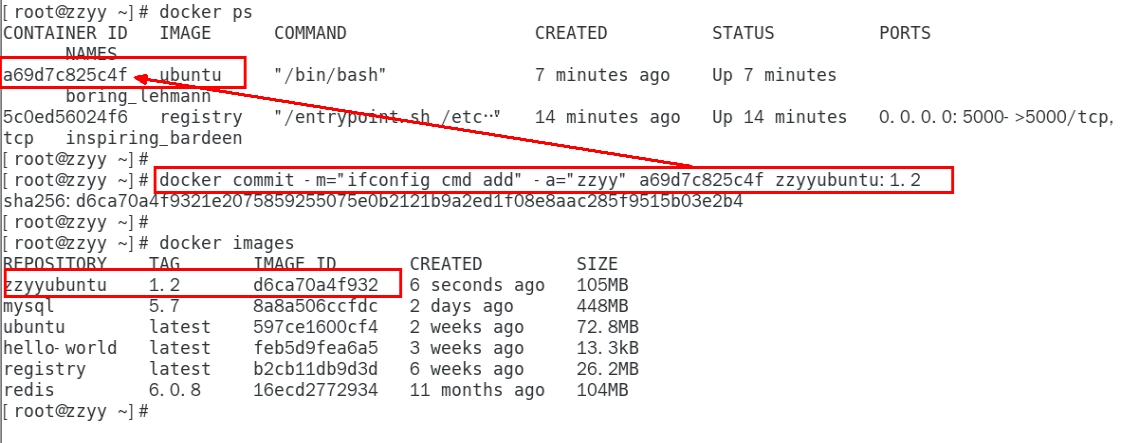 [root@zzyy ~]# docker ps
CONTAINER ID   IMAGE      COMMAND                  CREATED          STATUS          PORTS
      NAMES
a69d7c825c4f   ubuntu     "/bin/bash"              7 minutes ago    Up 7 minutes
      boring_lehmann
5c0ed56024f6   registry   "/entrypoint.sh /etc…"   14 minutes ago   Up 14 minutes   0.0.0.0:5000->5000/tcp,
tcp   inspiring_bardeen
[root@zzyy ~]#
[root@zzyy ~]# docker commit -m="ifconfig cmd add" -a="zzyy" a69d7c825c4f zzyyubuntu:1.2
sha256:d6ca70a4f9321e2075859255075e0b2121b9a2ed1f08e8aac285f9515b03e2b4
[root@zzyy ~]#
[root@zzyy ~]# docker images
REPOSITORY    TAG       IMAGE ID       CREATED         SIZE
zzyyubuntu    1.2       d6ca70a4f932   6 seconds ago   105MB
mysql         5.7       8a8a506ccfdc   2 days ago      448MB
ubuntu        latest    597ce1600cf4   2 weeks ago     72.8MB
hello-world   latest    feb5d9fea6a5   3 weeks ago     13.3kB
registry      latest    b2cb11db9d3d   6 weeks ago     26.2MB
redis         6.0.8     16ecd2772934   11 months ago   104MB
[root@zzyy ~]#